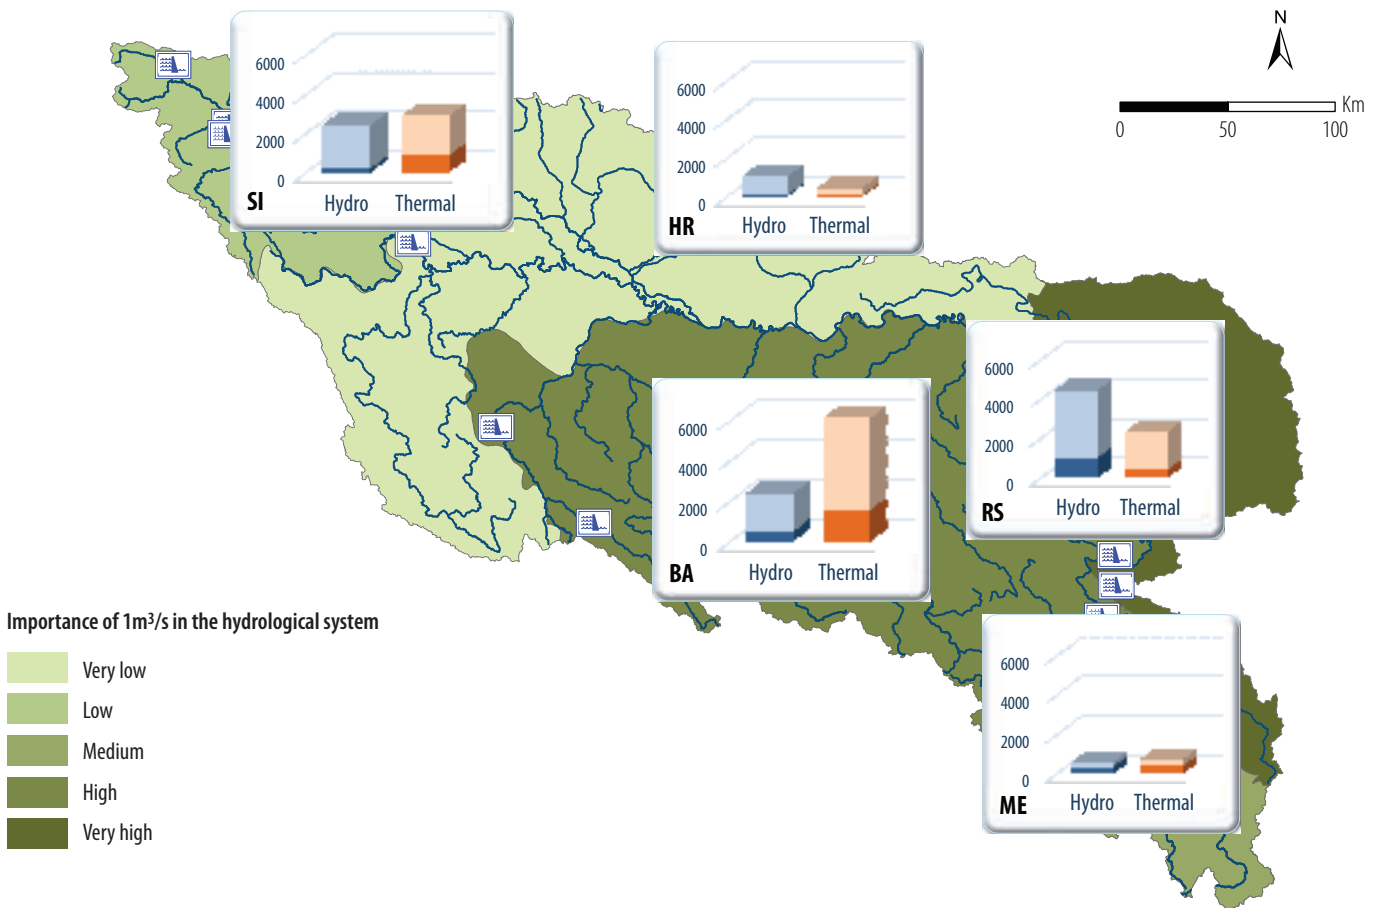 N
Km
0 50 100
6000
4000
2000
0
SI
Hydro Thermal
6000
4000
2000
0
HR
Hydro Thermal
6000
4000
2000
0
RS
Hydro Thermal
6000
4000
2000
0
BA
Hydro Thermal
6000
4000
2000
0
ME
Hydro Thermal
Importance of 1m³/s in the hydrological system
Very low
Low
Medium
High
Very high